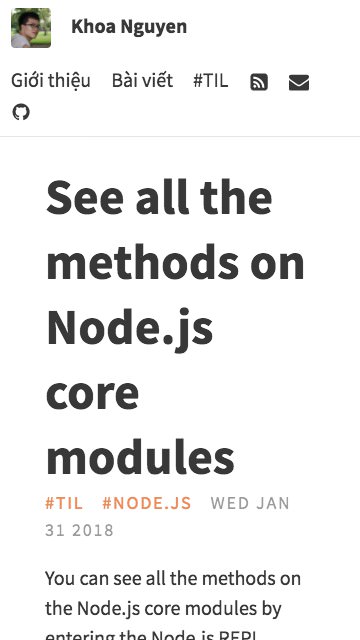 Khoa Nguyen
Giới thiệu Bài viết #TIL
See all the
methods on
Node.js
core
modules
#TIL #NODE.JS WED JAN
31 2018
You can see all the methods on
the Node.js core modules by
entering the Node.js REPL